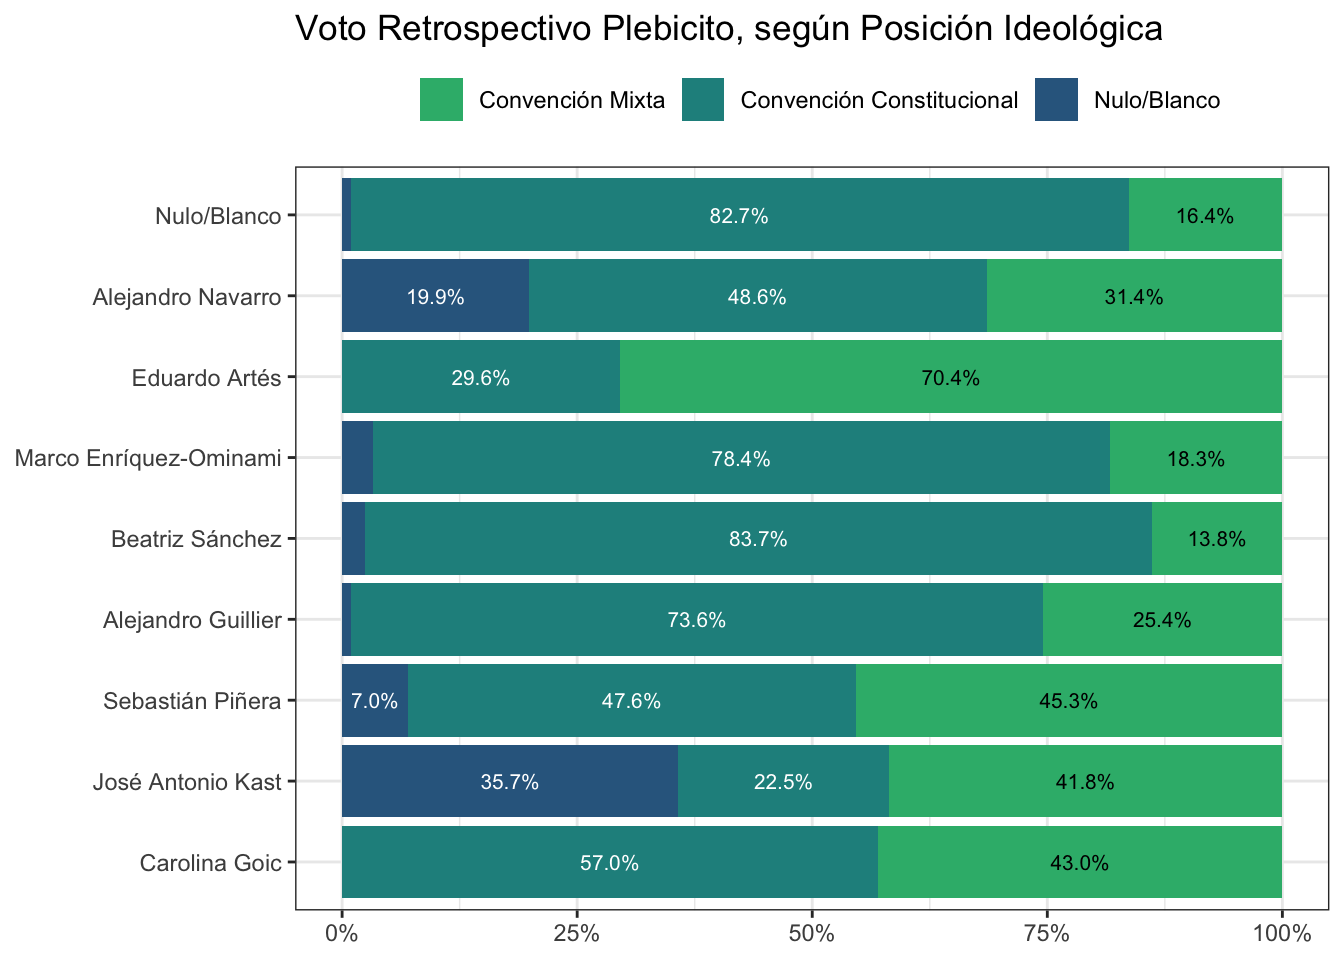 Voto Retrospectivo Plebicito, según Posición Ideológica
Convención Mixta Convención Constitucional Nulo/Blanco
Nulo/Blanco 82.7% 16.4%
Alejandro Navarro 19.9% 48.6% 31.4%
Eduardo Artés 29.6% 70.4%
Marco Enríquez-Ominami 78.4% 18.3%
Beatriz Sánchez 83.7% 13.8%
Alejandro Guillier 73.6% 25.4%
Sebastián Piñera 7.0% 47.6% 45.3%
José Antonio Kast 35.7% 22.5% 41.8%
Carolina Goic 57.0% 43.0%
0% 25% 50% 75% 100%